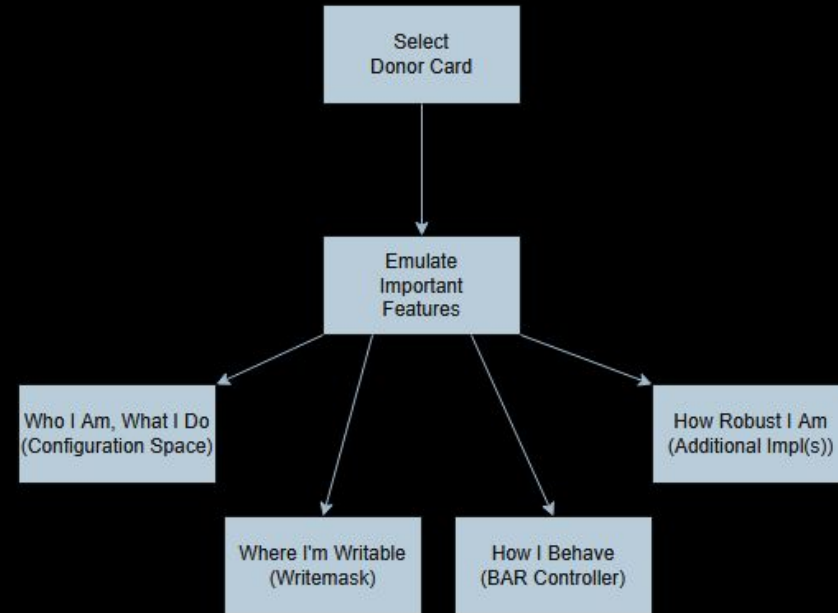 Select
Donor Card
Emulate
Important
Features
Who I Am, What I Do
(Configuration Space)
How Robust I Am
(Additional Impl(s))
Where I'm Writable
(Writemask)
How I Behave
(BAR Controller)